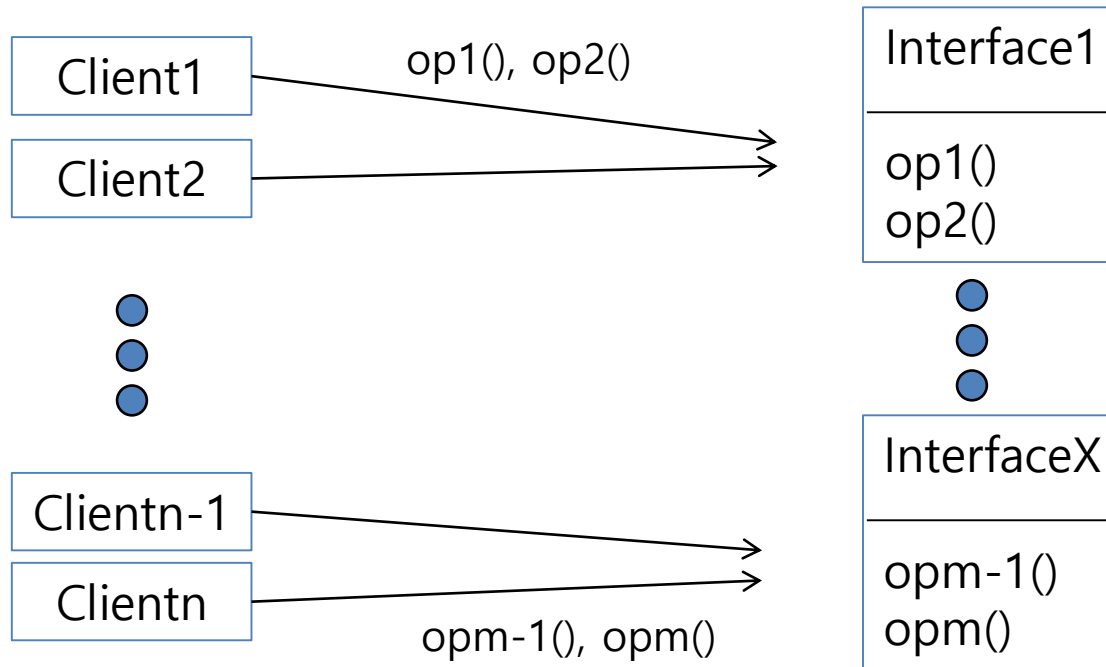 Client1
op1(), op2()
Interface1
Client2
op1()
op2()
Clientn-1
Clientn
opm-1(), opm()
InterfaceX
opm-1()
opm()